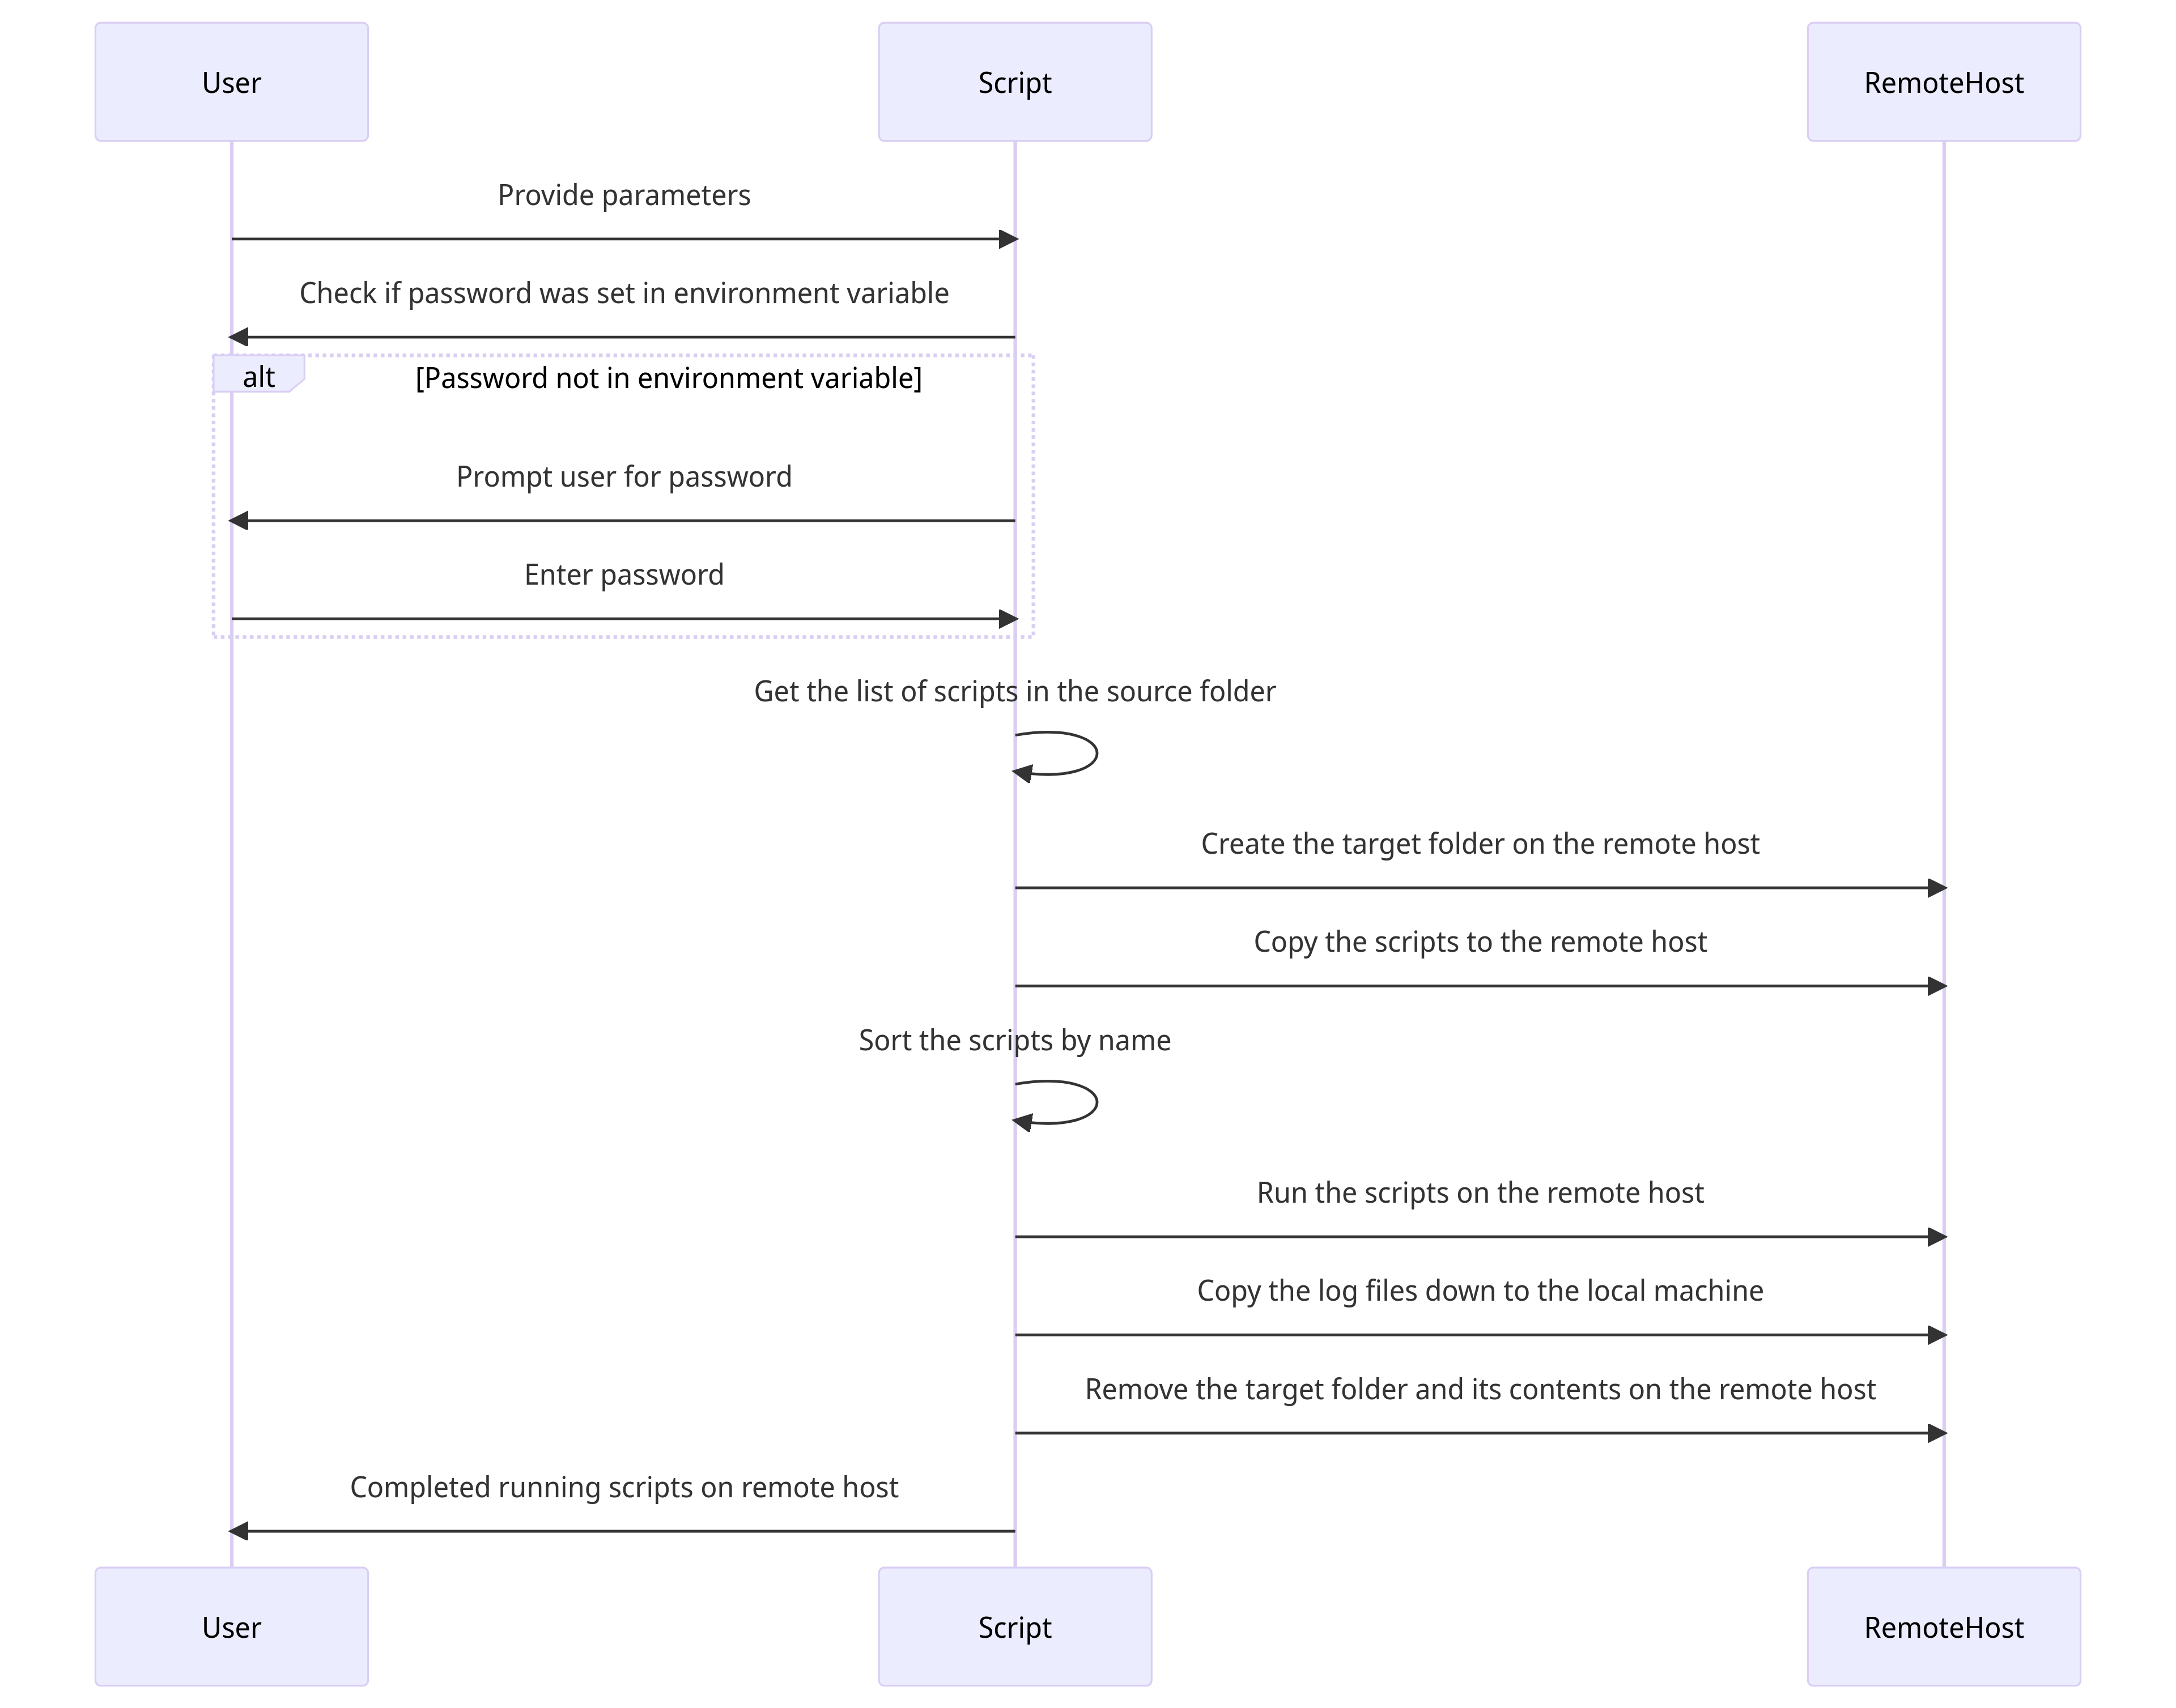 User
Script
RemoteHost
Provide parameters
Check if password was set in environment variable
alt
[Password not in environment variable]
Prompt user for password
Enter password
Get the list of scripts in the source folder
Create the target folder on the remote host
Copy the scripts to the remote host
Sort the scripts by name
Run the scripts on the remote host
Copy the log files down to the local machine
Remove the target folder and its contents on the remote host
Completed running scripts on remote host
User
Script
RemoteHost